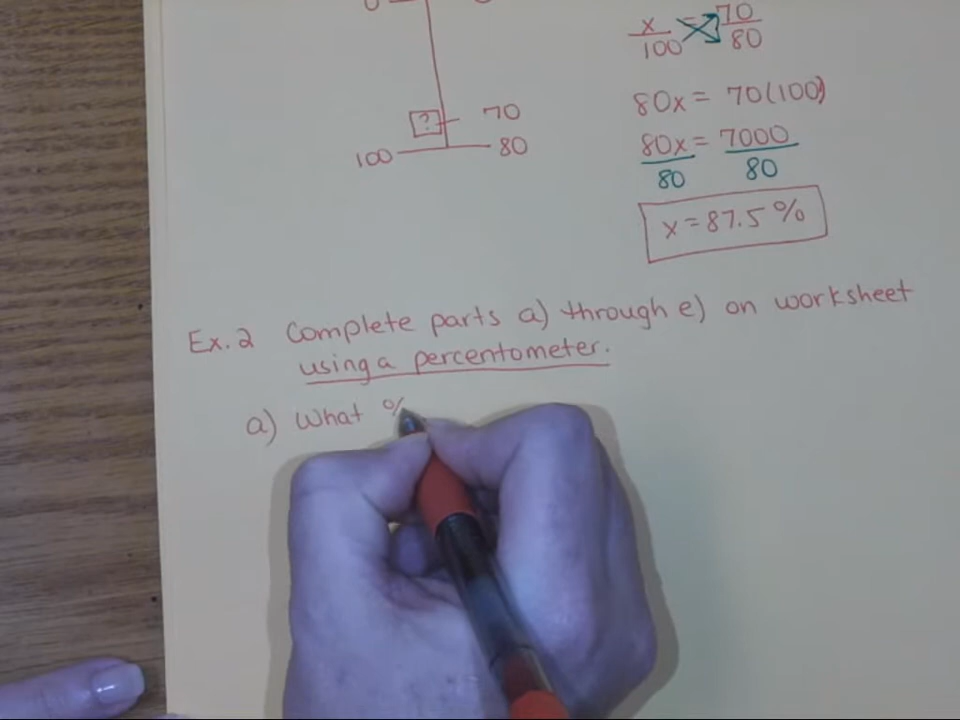 0
? 70
100 80
x/100 = 70/80
80x = 70(100)
80x = 7000
80 80
x = 87.5%
Ex. 2 Complete parts a) through e) on worksheet
using a percentometer.
a) What %